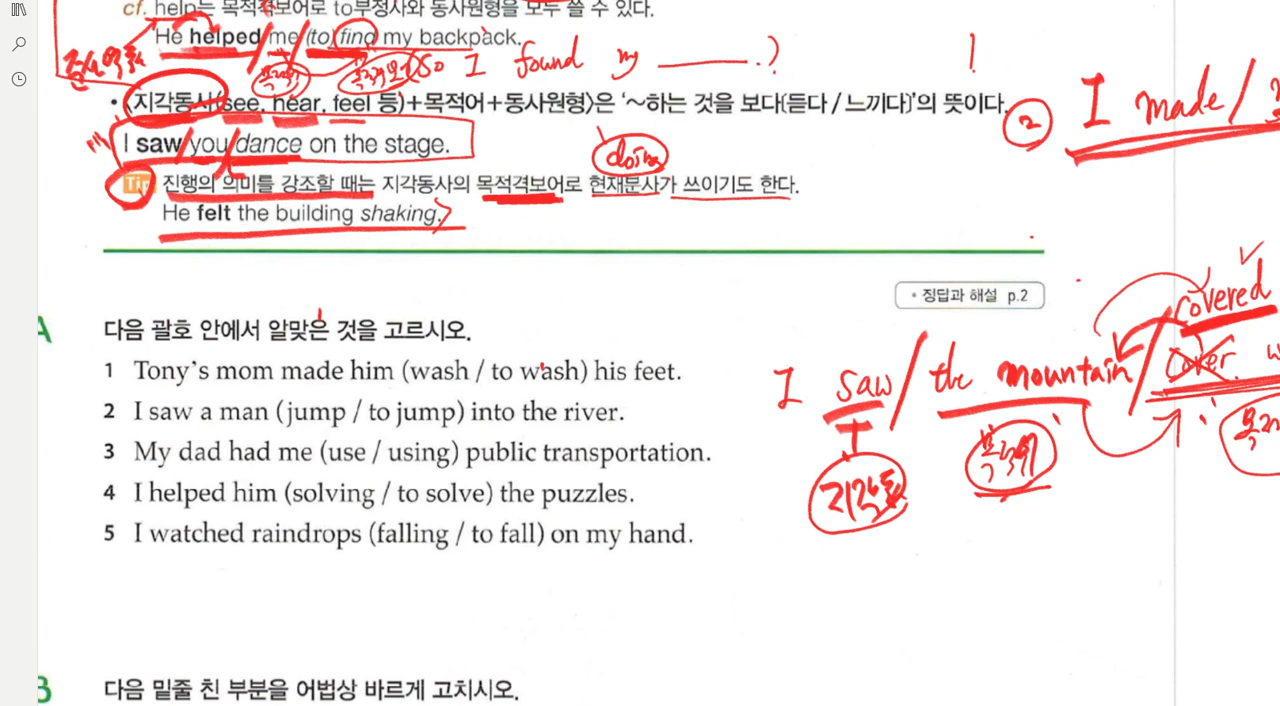 cf. help는 목적격보어로 to부정사와 동사원형을 모두 쓸 수 있다.
He helped me (to) find my backpack.
so I found my ____.?
• 〈지각동사(see, hear, feel 등)+목적어+동사원형〉은 '~하는 것을 보다(듣다/느끼다)'의 뜻이다.
② I made
I saw you dance on the stage.
doing
Tip 진행의 의미를 강조할 때는 지각동사의 목적격보어로 현재분사가 쓰이기도 한다.
He felt the building shaking.
• 정답과 해설 p.2
A 다음 괄호 안에서 알맞은 것을 고르시오.
1 Tony's mom made him (wash / to wash) his feet.
2 I saw a man (jump / to jump) into the river.
3 My dad had me (use / using) public transportation.
4 I helped him (solving / to solve) the puzzles.
5 I watched raindrops (falling / to fall) on my hand.
covered
I saw / the mountain / cover
지각동
목적어
B 다음 밑줄 친 부분을 어법상 바르게 고치시오.